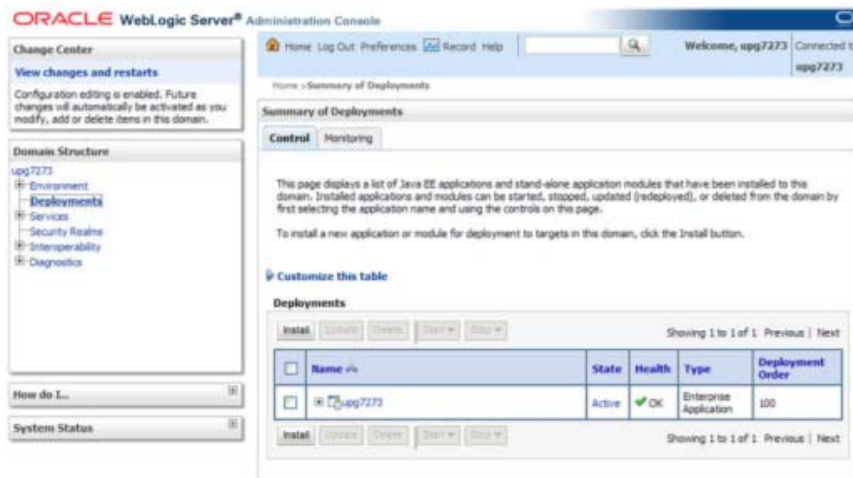 ORACLE WebLogic Server® Administration Console
Change Center
View changes and restarts
Configuration editing is enabled. Future
changes will automatically be activated as you
modify, add or delete items in this domain.
Domain Structure
upg7273
Environment
Deployments
Services
Security Realms
Interoperability
Diagnostics
How do I...
System Status
Home Log Out Preferences Record Help
Welcome, upg7273
Connected
upg7273
Home >Summary of Deployments
Summary of Deployments
Control Monitoring
This page displays a list of Java EE applications and stand-alone application modules that have been installed to this
domain. Installed applications and modules can be started, stopped, updated (redeployed), or deleted from the domain by
first selecting the application name and using the controls on this page.
To install a new application or module for deployment to targets in this domain, click the Install button.
Customize this table
Deployments
Install Update Delete Start Stop Showing 1 to 1 of 1 Previous | Next
Name State Health Type Deployment
Order
upg7273 Active OK Enterprise
Application 100
Install Update Delete Start Stop Showing 1 to 1 of 1 Previous | Next